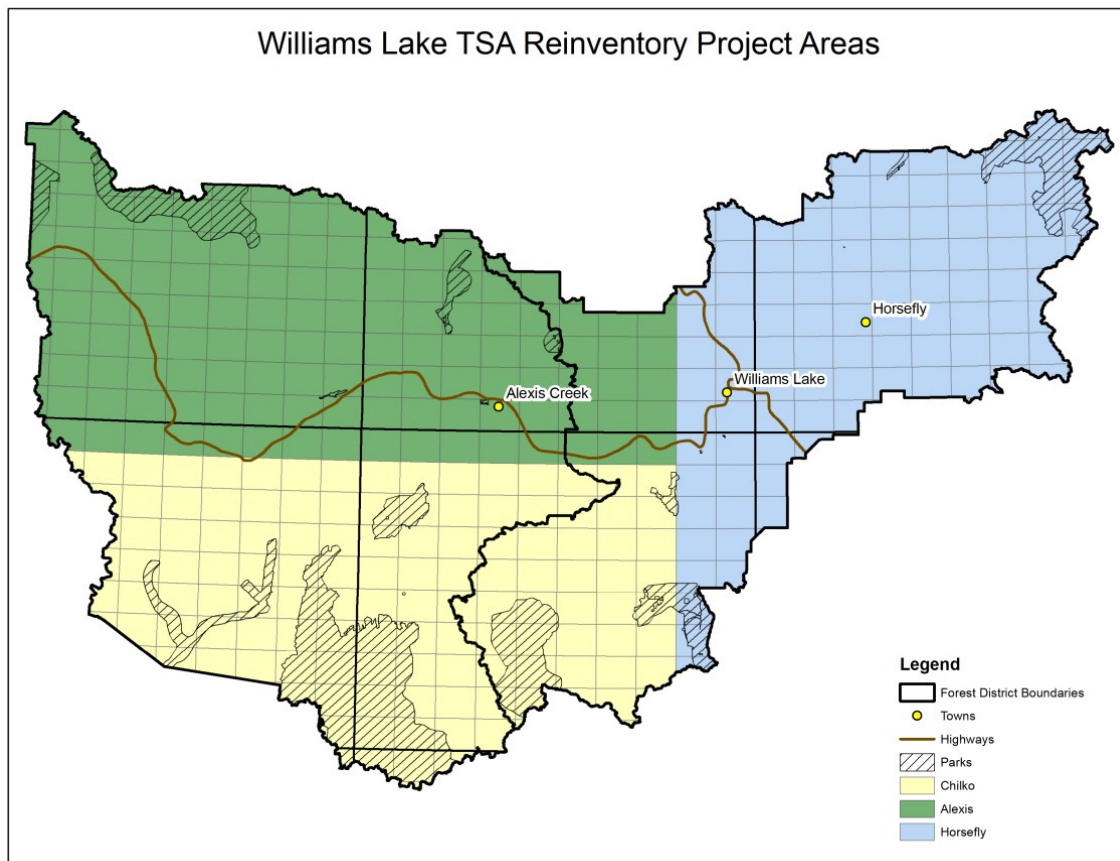 Williams Lake TSA Reinventory Project Areas
Horsefly
Williams Lake
Alexis Creek
Legend
Forest District Boundaries
Towns
Highways
Parks
Chilko
Alexis
Horsefly